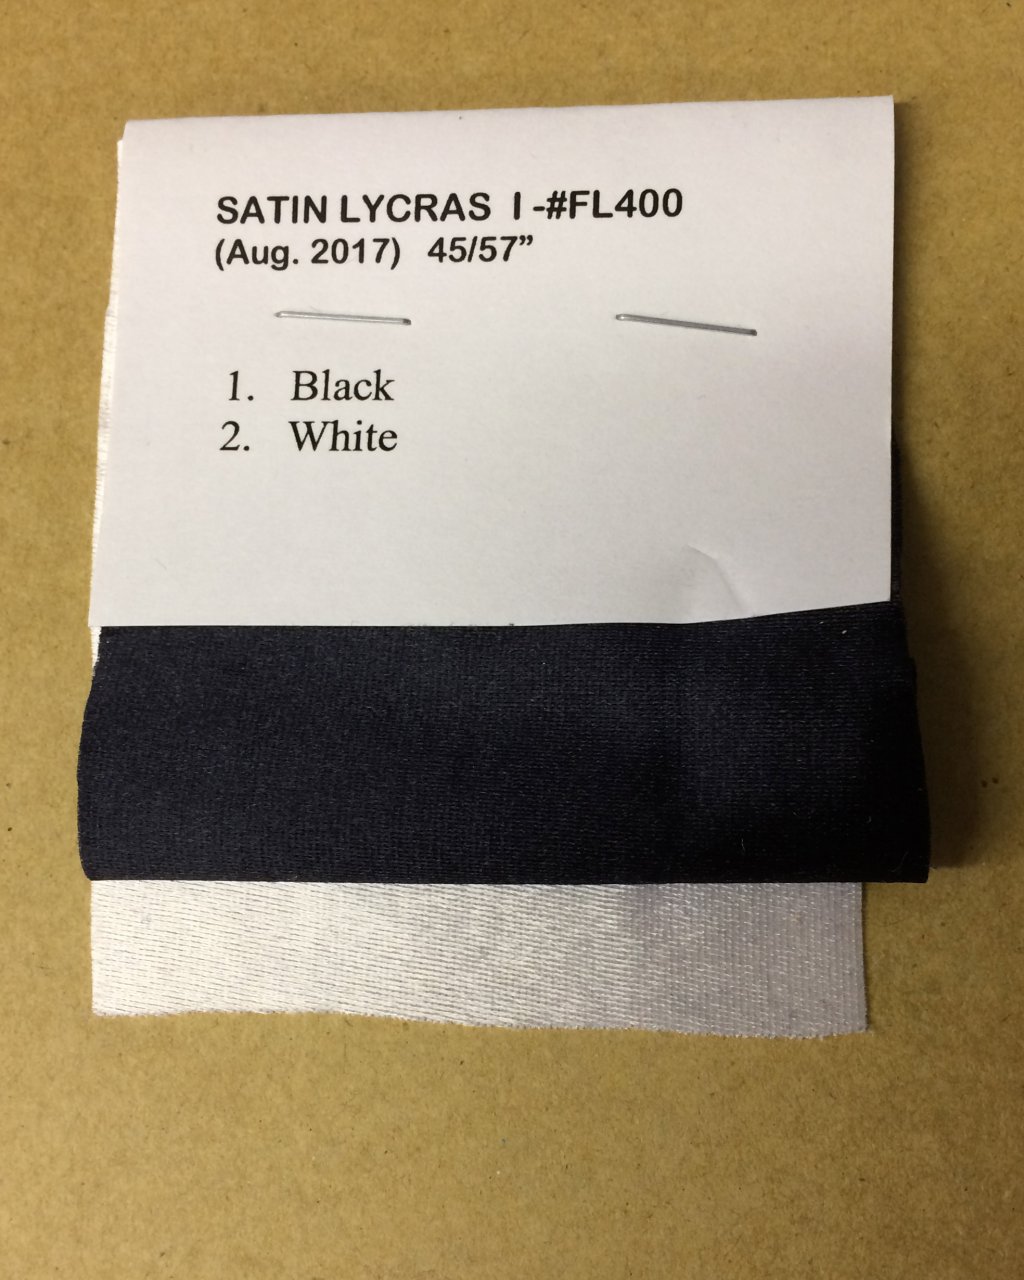 SATIN LYCRAS I -#FL400
(Aug. 2017) 45/57”
1. Black
2. White